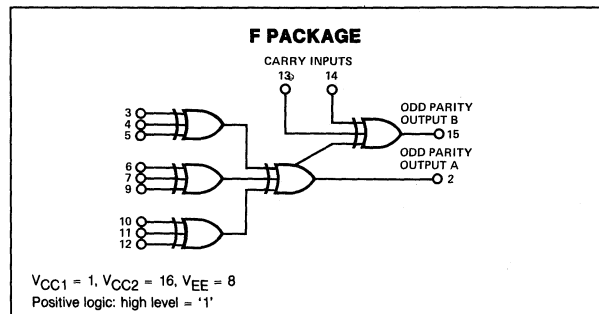 F PACKAGE
CARRY INPUTS
13 14
3
4
5
ODD PARITY
OUTPUT B
15
ODD PARITY
OUTPUT A
2
6
7
9
10
11
12
VCC1 = 1, VCC2 = 16, VEE = 8
Positive logic: high level = '1'